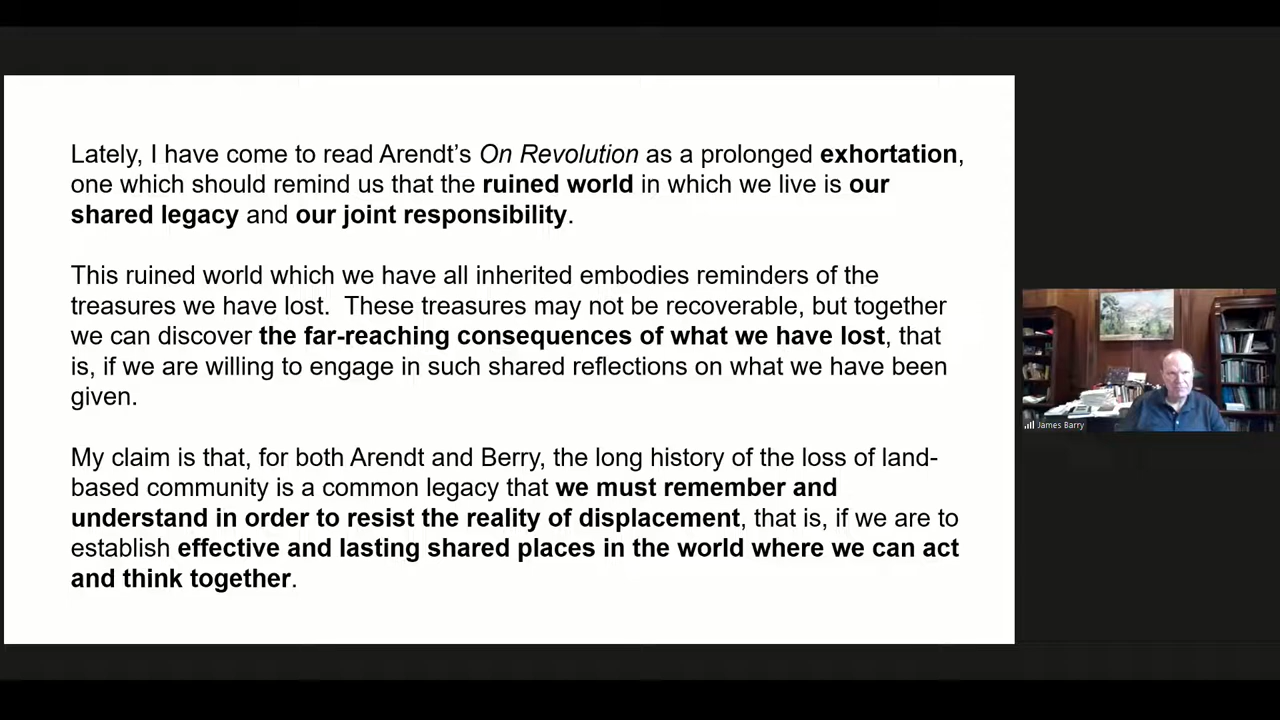 Lately, I have come to read Arendt's On Revolution as a prolonged exhortation,
one which should remind us that the ruined world in which we live is our
shared legacy and our joint responsibility.
This ruined world which we have all inherited embodies reminders of the
treasures we have lost.  These treasures may not be recoverable, but together
we can discover the far-reaching consequences of what we have lost, that
is, if we are willing to engage in such shared reflections on what we have been
given.
My claim is that, for both Arendt and Berry, the long history of the loss of land-
based community is a common legacy that we must remember and
understand in order to resist the reality of displacement, that is, if we are to
establish effective and lasting shared places in the world where we can act
and think together.
James Barry